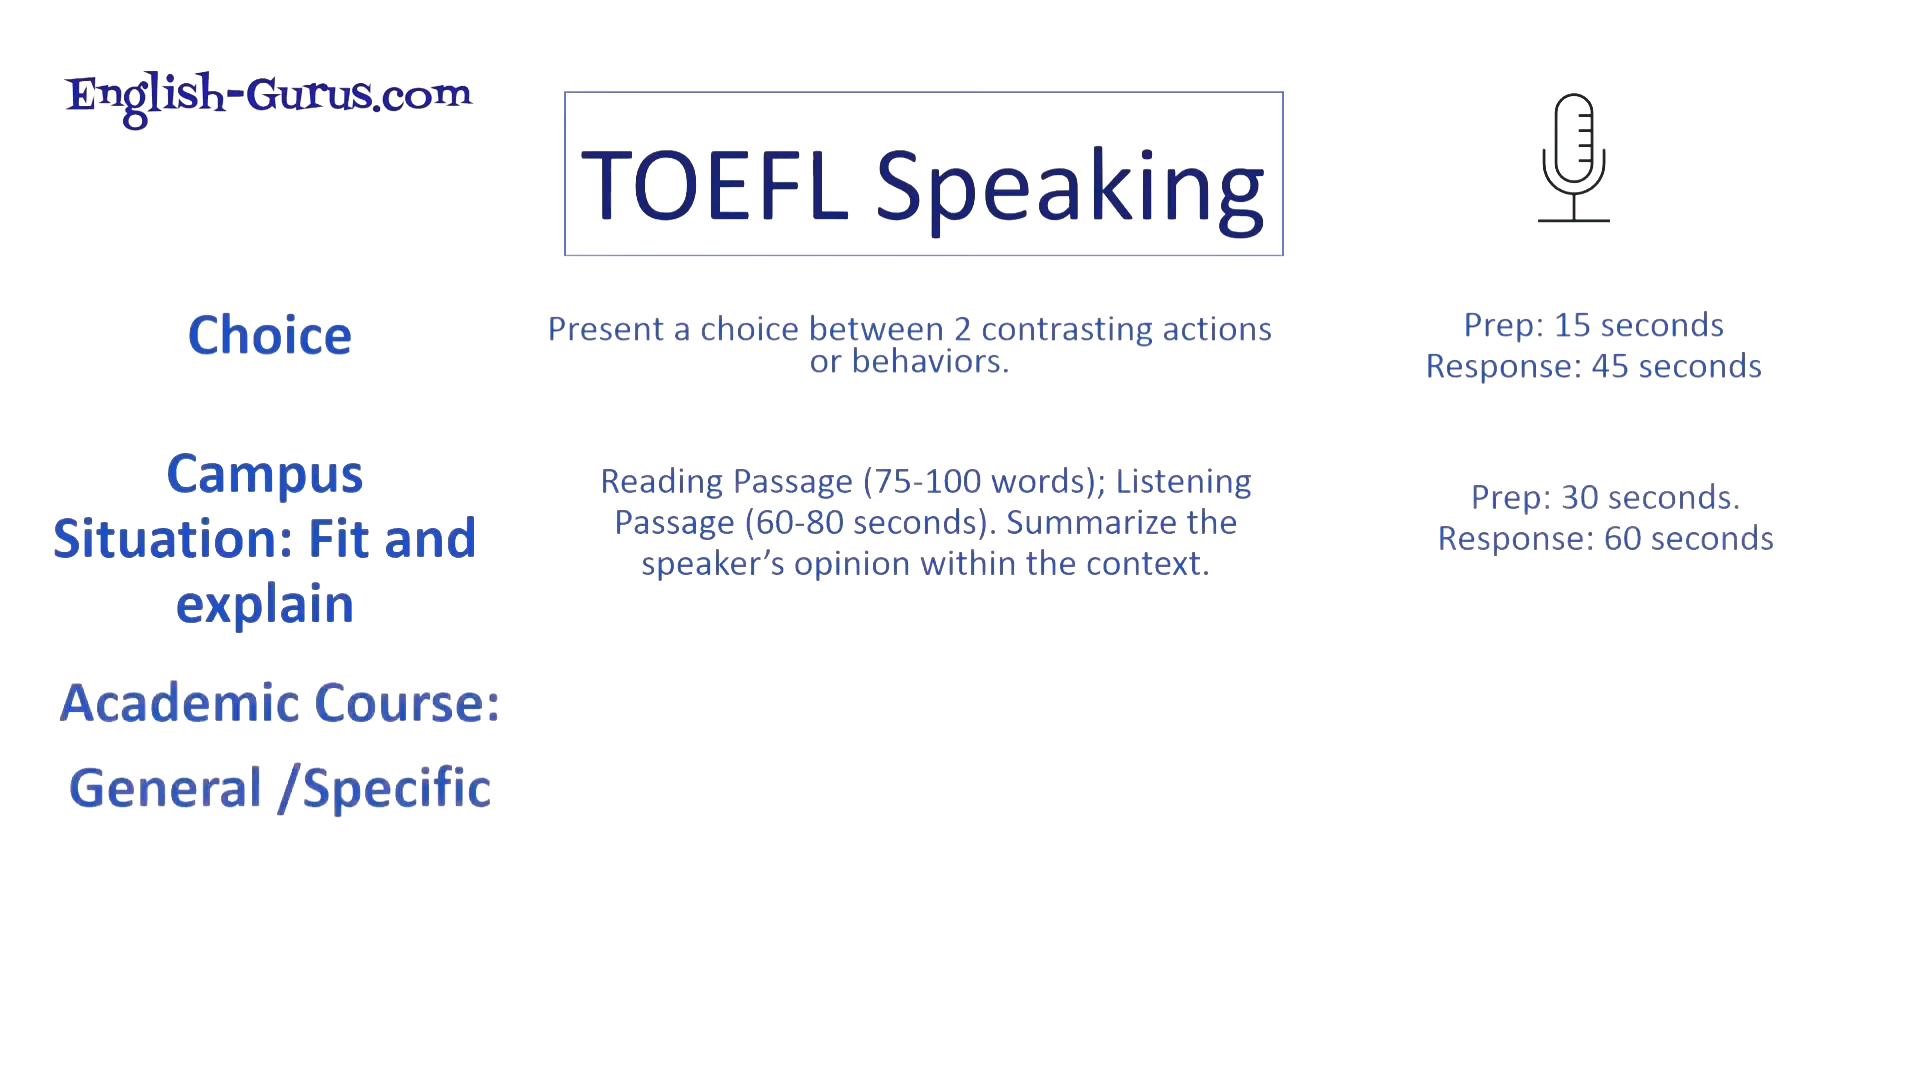 English-Gurus.com
TOEFL Speaking
Choice
Present a choice between 2 contrasting actions
or behaviors.
Prep: 15 seconds
Response: 45 seconds
Campus
Situation: Fit and
explain
Reading Passage (75-100 words); Listening
Passage (60-80 seconds). Summarize the
speaker’s opinion within the context.
Prep: 30 seconds.
Response: 60 seconds
Academic Course:
General /Specific